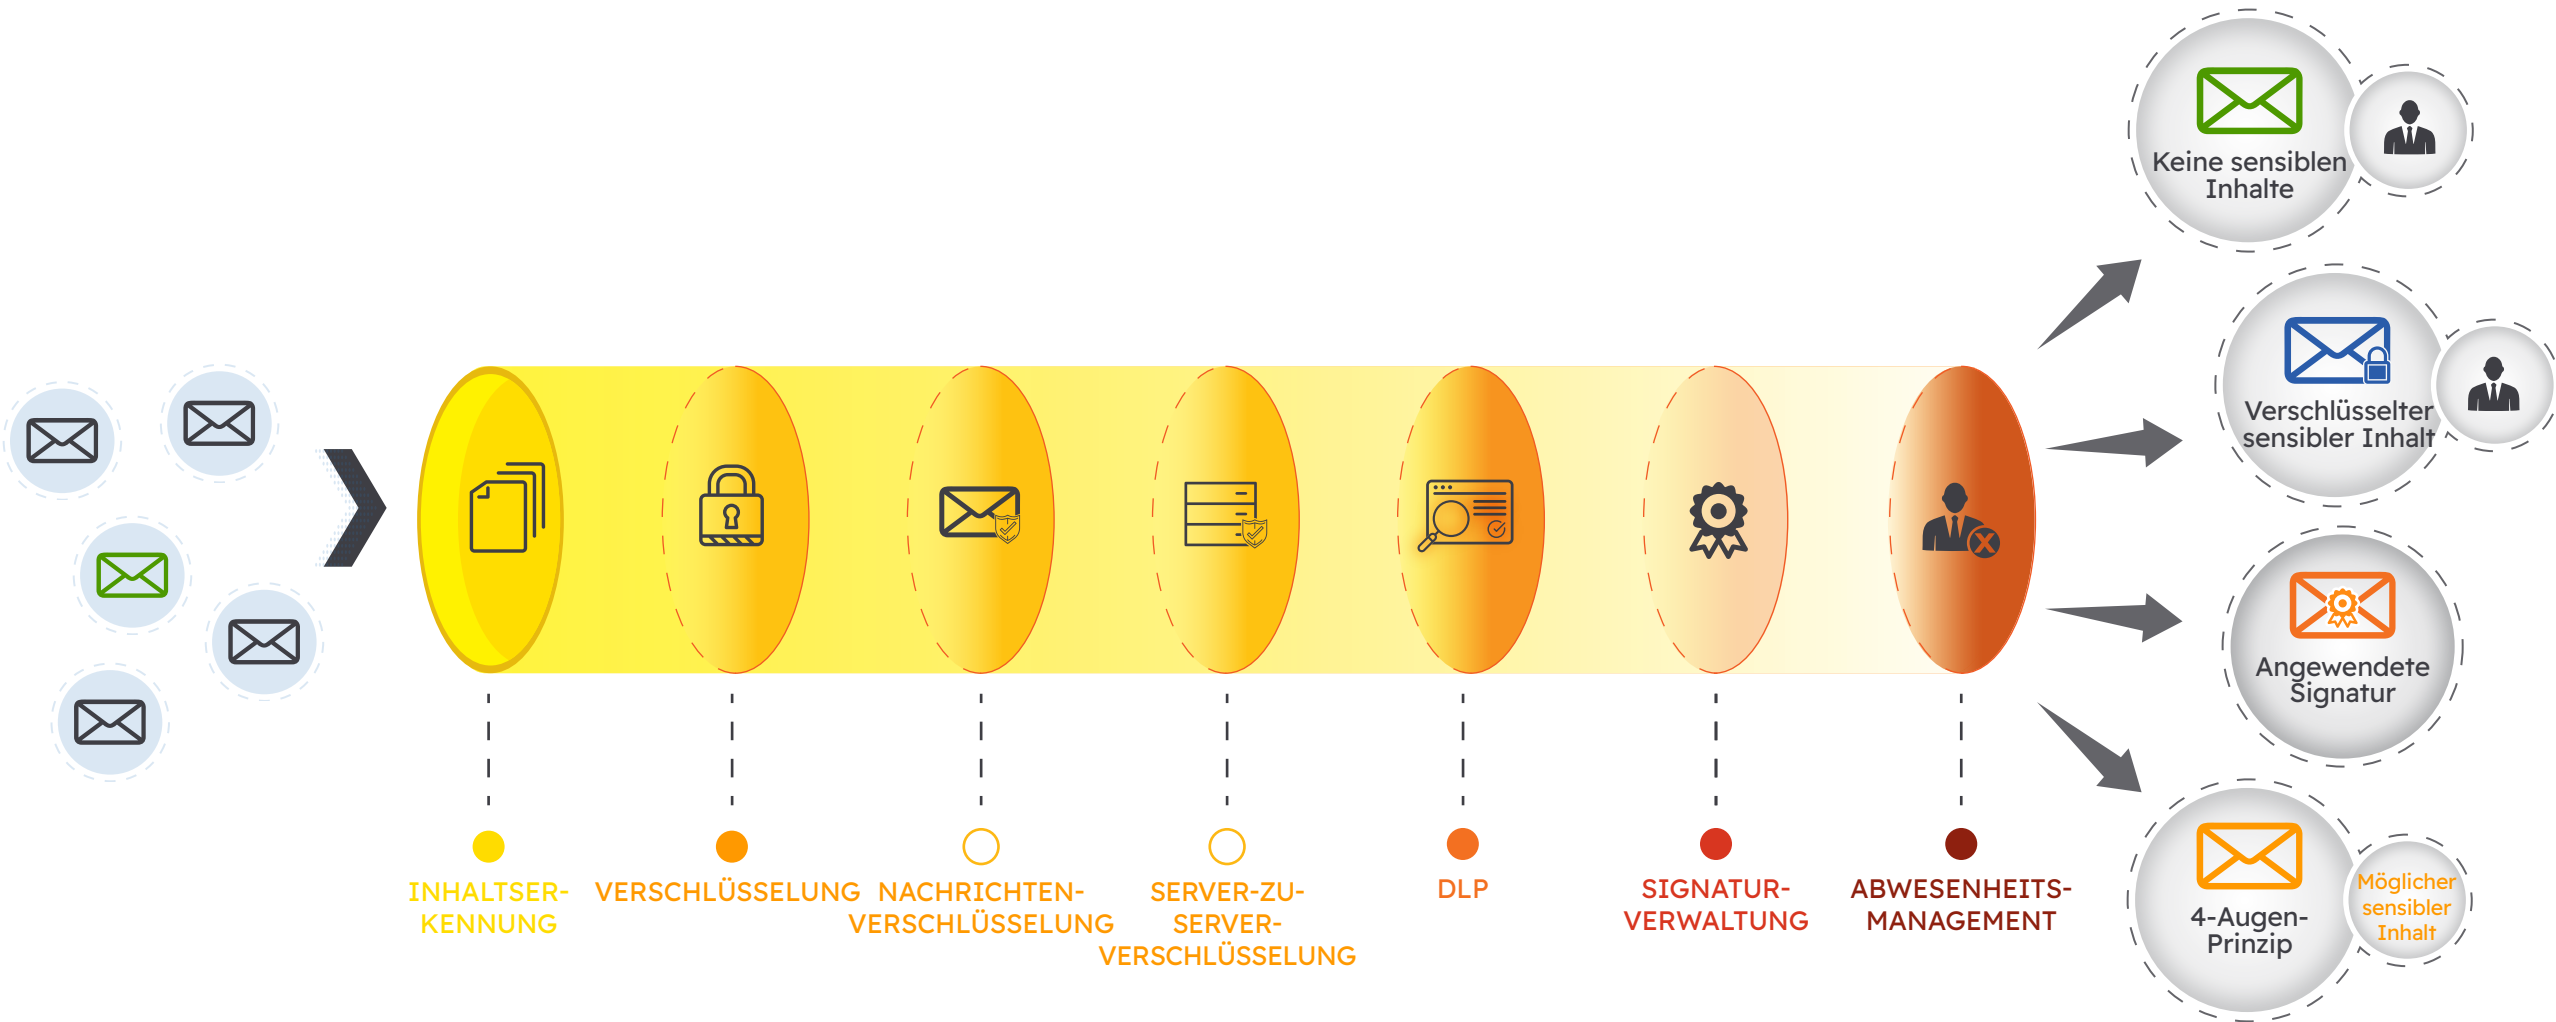 INHALTSER-
KENNUNG
VERSCHLÜSSELUNG
NACHRICHTEN-
VERSCHLÜSSELUNG
SERVER-ZU-
SERVER-
VERSCHLÜSSELUNG
DLP
SIGNATUR-
VERWALTUNG
ABWESENHEITS-
MANAGEMENT
Keine sensiblen
Inhalte
Verschlüsselter
sensibler Inhalt
Angewendete
Signatur
4-Augen-
Prinzip
Möglicher
sensibler
Inhalt